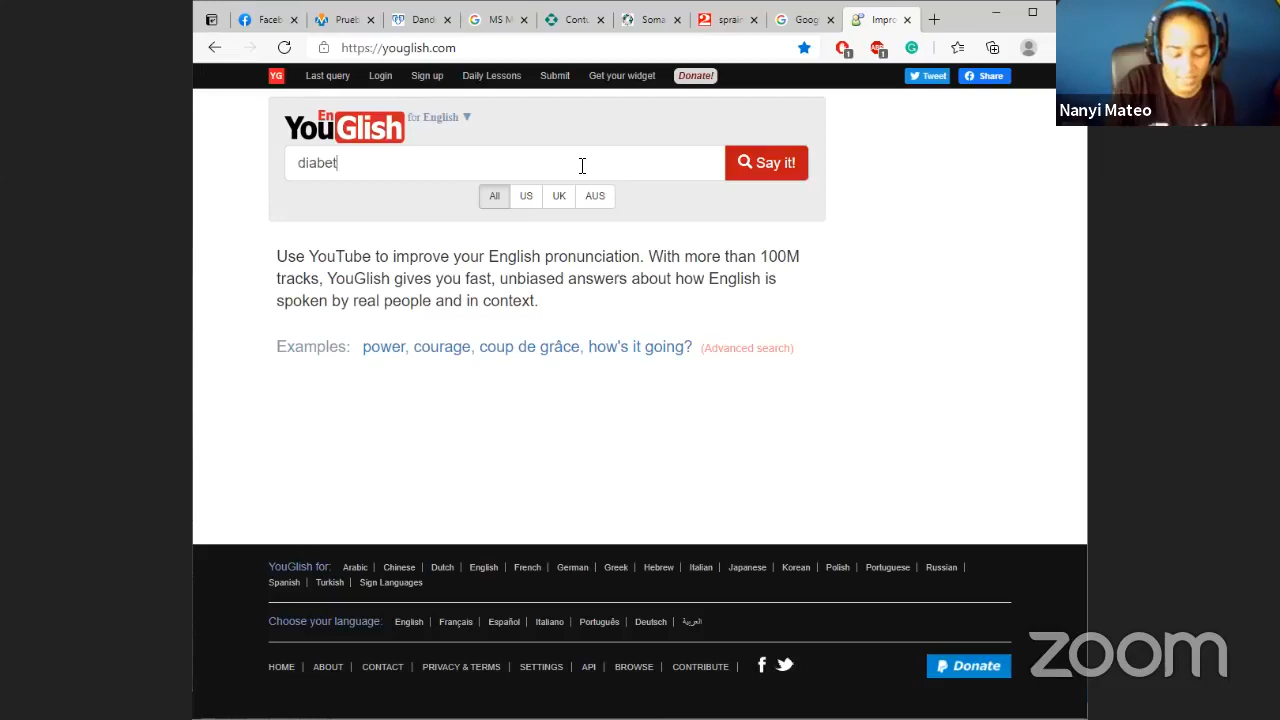 Faceb
Prueb
Dandi
MS M
Contu
Soma
sprain
Goog
Impro
https://youglish.com
YG
Last query
Login
Sign up
Daily Lessons
Submit
Get your widget
Donate!
Tweet
Share
Nanyi Mateo
En
YouGlish
for English ▼
diabet
Say it!
All
US
UK
AUS
Use YouTube to improve your English pronunciation. With more than 100M
tracks, YouGlish gives you fast, unbiased answers about how English is
spoken by real people and in context.
Examples: power, courage, coup de grâce, how's it going? (Advanced search)
YouGlish for: Arabic | Chinese | Dutch | English | French | German | Greek | Hebrew | Italian | Japanese | Korean | Polish | Portuguese | Russian |
Spanish | Turkish | Sign Languages
Choose your language: English | Français | Español | Italiano | Português | Deutsch | العربية
HOME | ABOUT | CONTACT | PRIVACY & TERMS | SETTINGS | API | BROWSE | CONTRIBUTE |
Donate
zoom